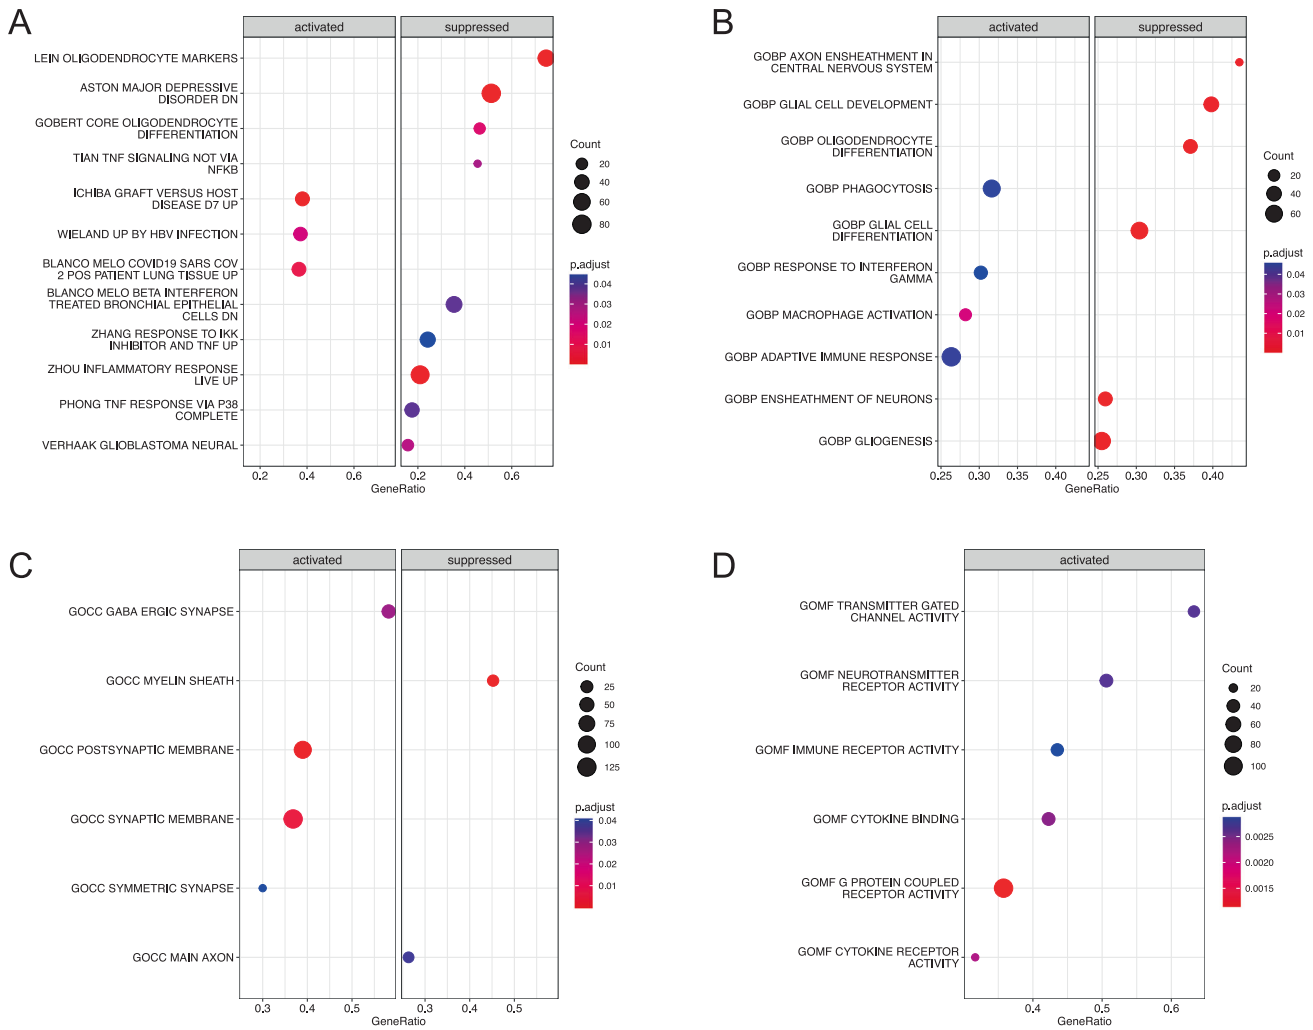 A
activated
suppressed
LEIN OLIGODENDROCYTE MARKERS
ASTON MAJOR DEPRESSIVE
DISORDER DN
GOBERT CORE OLIGODENDROCYTE
DIFFERENTIATION
TIAN TNF SIGNALING NOT VIA
NFKB
ICHIBA GRAFT VERSUS HOST
DISEASE D7 UP
WIELAND UP BY HBV INFECTION
BLANCO MELO COVID19 SARS COV
2 POS PATIENT LUNG TISSUE UP
BLANCO MELO BETA INTERFERON
TREATED BRONCHIAL EPITHELIAL
CELLS DN
ZHANG RESPONSE TO IKK
INHIBITOR AND TNF UP
ZHOU INFLAMMATORY RESPONSE
LIVE UP
PHONG TNF RESPONSE VIA P38
COMPLETE
VERHAAK GLIOBLASTOMA NEURAL
0.2 0.4 0.6 0.2 0.4 0.6
GeneRatio
Count
20
40
60
80
p.adjust
0.04
0.03
0.02
0.01
B
activated
suppressed
GOBP AXON ENSHEATHMENT IN
CENTRAL NERVOUS SYSTEM
GOBP GLIAL CELL DEVELOPMENT
GOBP OLIGODENDROCYTE
DIFFERENTIATION
GOBP PHAGOCYTOSIS
GOBP GLIAL CELL
DIFFERENTIATION
GOBP RESPONSE TO INTERFERON
GAMMA
GOBP MACROPHAGE ACTIVATION
GOBP ADAPTIVE IMMUNE RESPONSE
GOBP ENSHEATHMENT OF NEURONS
GOBP GLIOGENESIS
0.25 0.30 0.35 0.40 0.25 0.30 0.35 0.40
GeneRatio
Count
20
40
60
p.adjust
0.04
0.03
0.02
0.01
C
activated
suppressed
GOCC GABA ERGIC SYNAPSE
GOCC MYELIN SHEATH
GOCC POSTSYNAPTIC MEMBRANE
GOCC SYNAPTIC MEMBRANE
GOCC SYMMETRIC SYNAPSE
GOCC MAIN AXON
0.3 0.4 0.5 0.3 0.4 0.5
GeneRatio
Count
25
50
75
100
125
p.adjust
0.04
0.03
0.02
0.01
D
activated
GOMF TRANSMITTER GATED
CHANNEL ACTIVITY
GOMF NEUROTRANSMITTER
RECEPTOR ACTIVITY
GOMF IMMUNE RECEPTOR ACTIVITY
GOMF CYTOKINE BINDING
GOMF G PROTEIN COUPLED
RECEPTOR ACTIVITY
GOMF CYTOKINE RECEPTOR
ACTIVITY
0.4 0.5 0.6
GeneRatio
Count
20
40
60
80
100
p.adjust
0.0025
0.0020
0.0015